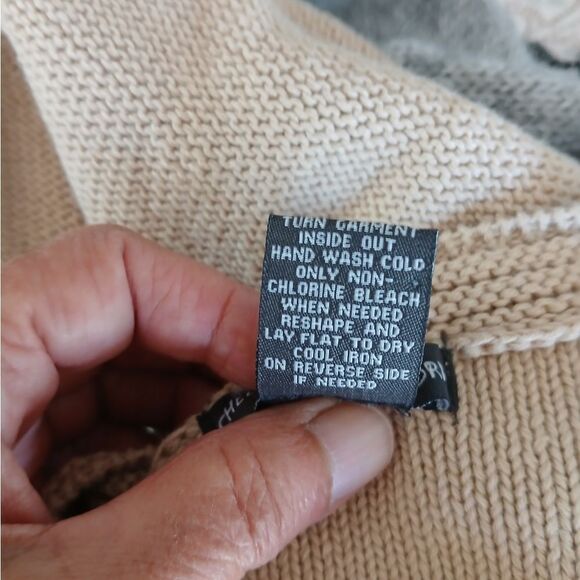 TURN GARMENT
INSIDE OUT
HAND WASH COLD
ONLY NON-
CHLORINE BLEACH
WHEN NEEDED
RESHAPE AND
LAY FLAT TO DRY
COOL IRON
ON REVERSE SIDE
IF NEEDED